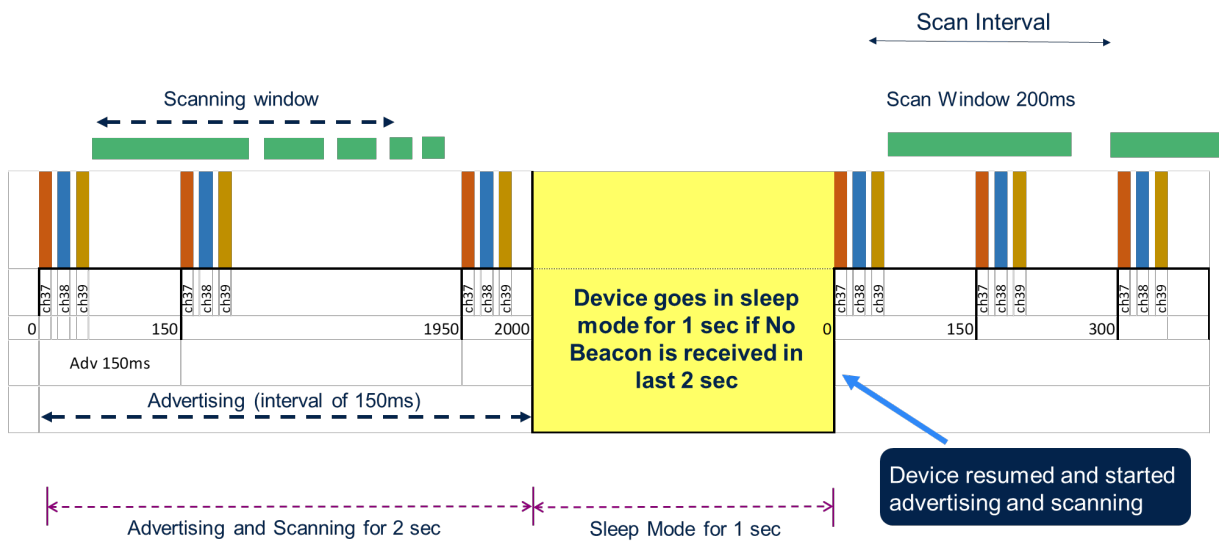 Scan Interval
Scanning window
Scan Window 200ms
ch37
ch38
ch39
ch37
ch38
ch39
ch37
ch38
ch39
ch37
ch38
ch39
ch37
ch38
ch39
ch37
ch38
ch39
0
150
1950
2000
0
150
300
Device goes in sleep
mode for 1 sec if No
Beacon is received in
last 2 sec
Adv 150ms
Advertising (interval of 150ms)
Device resumed and started
advertising and scanning
Advertising and Scanning for 2 sec
Sleep Mode for 1 sec